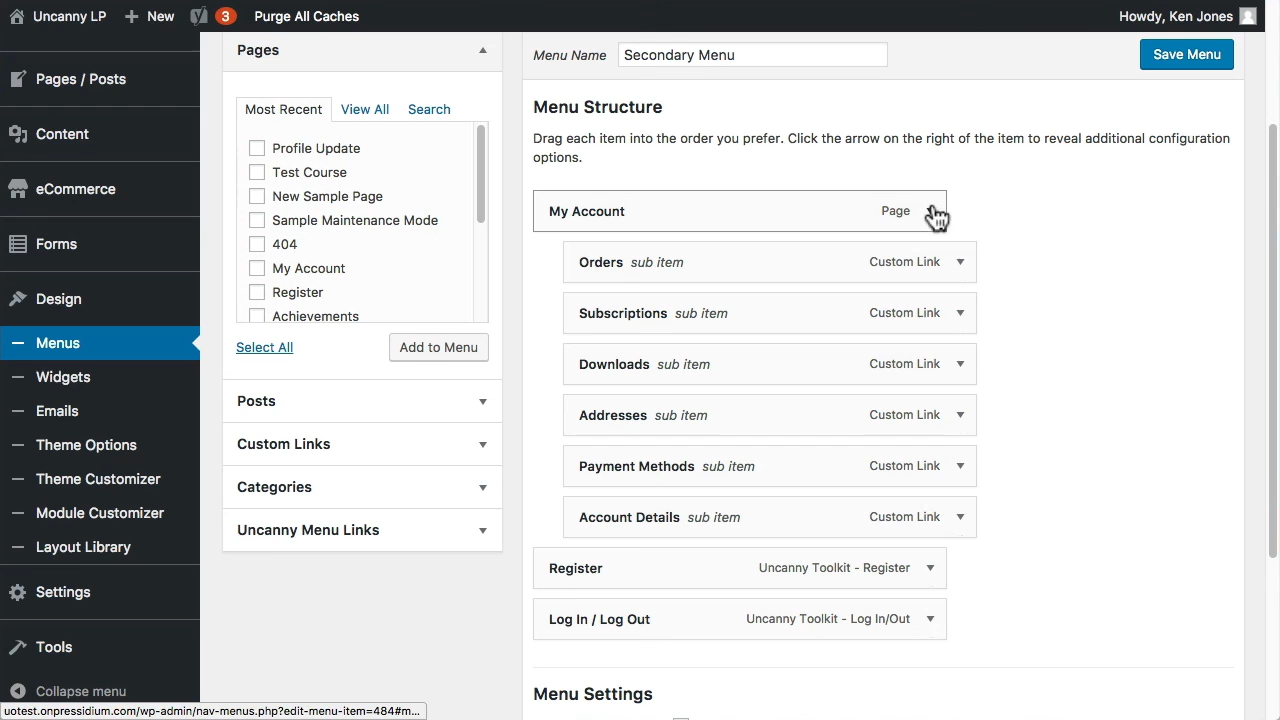 Uncanny LP
New
3
Purge All Caches
Howdy, Ken Jones
Pages / Posts
Content
eCommerce
Forms
Design
Menus
Widgets
Emails
Theme Options
Theme Customizer
Module Customizer
Layout Library
Settings
Tools
Collapse menu
Pages
Most Recent
View All
Search
Profile Update
Test Course
New Sample Page
Sample Maintenance Mode
404
My Account
Register
Achievements
Select All
Add to Menu
Posts
Custom Links
Categories
Uncanny Menu Links
Menu Name
Secondary Menu
Save Menu
Menu Structure
Drag each item into the order you prefer. Click the arrow on the right of the item to reveal additional configuration
options.
My Account Page
Orders sub item Custom Link
Subscriptions sub item Custom Link
Downloads sub item Custom Link
Addresses sub item Custom Link
Payment Methods sub item Custom Link
Account Details sub item Custom Link
Register Uncanny Toolkit - Register
Log In / Log Out Uncanny Toolkit - Log In/Out
Menu Settings
uotest.onpressidium.com/wp-admin/nav-menus.php?edit-menu-item=484#m...